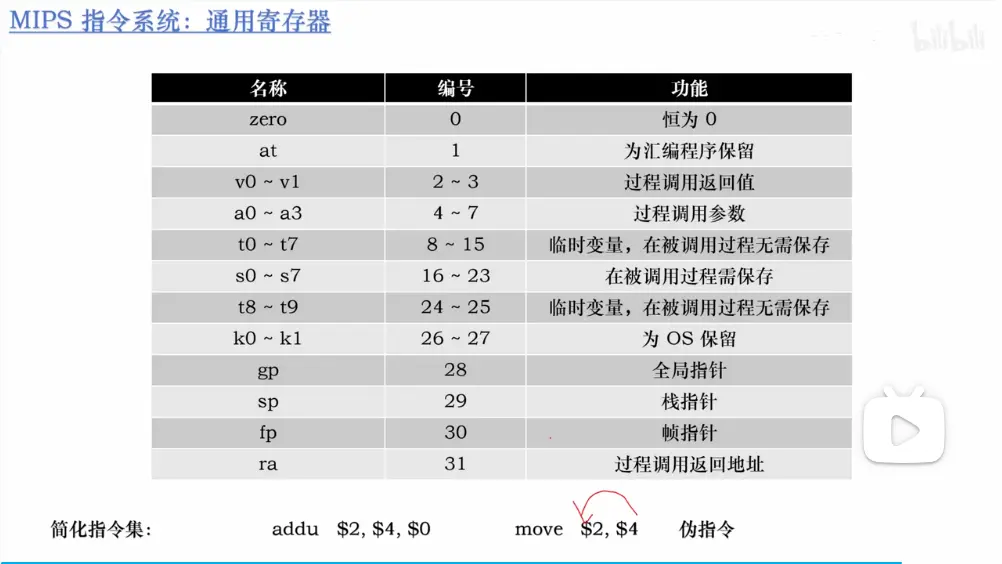 MIPS 指令系统：通用寄存器
bilibili
名称 编号 功能
zero 0 恒为 0
at 1 为汇编程序保留
v0 ~ v1 2 ~ 3 过程调用返回值
a0 ~ a3 4 ~ 7 过程调用参数
t0 ~ t7 8 ~ 15 临时变量，在被调用过程无需保存
s0 ~ s7 16 ~ 23 在被调用过程需保存
t8 ~ t9 24 ~ 25 临时变量，在被调用过程无需保存
k0 ~ k1 26 ~ 27 为 OS 保留
gp 28 全局指针
sp 29 栈指针
fp 30 帧指针
ra 31 过程调用返回地址
简化指令集： addu $2, $4, $0 move $2, $4 伪指令